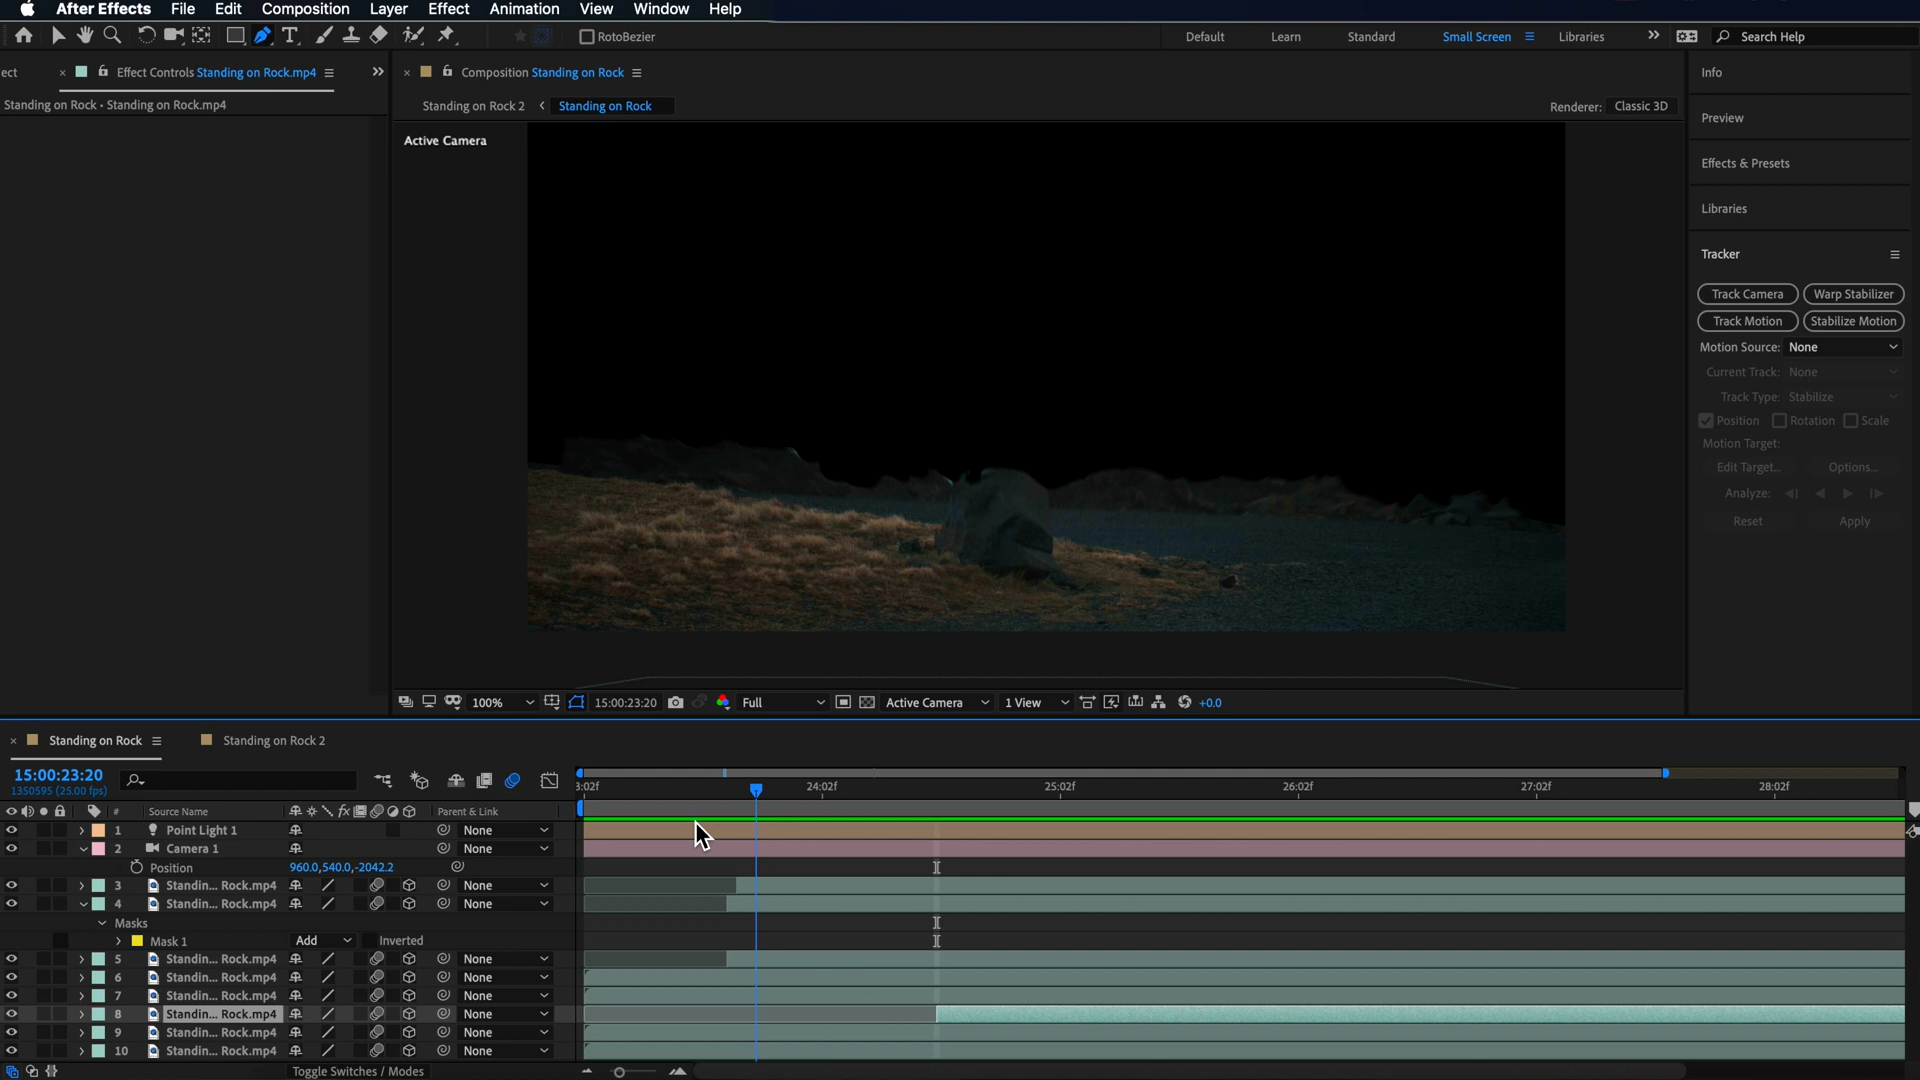 After Effects File Edit Composition Layer Effect Animation View Window Help
RotoBezier Default Learn Standard Small Screen Libraries Search Help
ect × Effect Controls Standing on Rock.mp4 × Composition Standing on Rock
Standing on Rock • Standing on Rock.mp4
Standing on Rock 2 Standing on Rock
Renderer: Classic 3D
Active Camera
Info
Preview
Effects & Presets
Libraries
Tracker
Track Camera Warp Stabilizer
Track Motion Stabilize Motion
Motion Source: None
Current Track: None
Track Type: Stabilize
Position Rotation Scale
Motion Target:
Edit Target... Options...
Analyze:
Reset Apply
100% 15:00:23:20 Full Active Camera 1 View +0.0
× Standing on Rock Standing on Rock 2
15:00:23:20
1350595 (25.00 fps)
3:02f 24:02f 25:02f 26:02f 27:02f 28:02f
# Source Name fx Parent & Link
1 Point Light 1 None
2 Camera 1 None
Position 960.0,540.0,-2042.2
3 Standin... Rock.mp4 None
4 Standin... Rock.mp4 None
Masks
Mask 1 Add Inverted
5 Standin... Rock.mp4 None
6 Standin... Rock.mp4 None
7 Standin... Rock.mp4 None
8 Standin... Rock.mp4 None
9 Standin... Rock.mp4 None
10 Standin... Rock.mp4 None
Toggle Switches / Modes